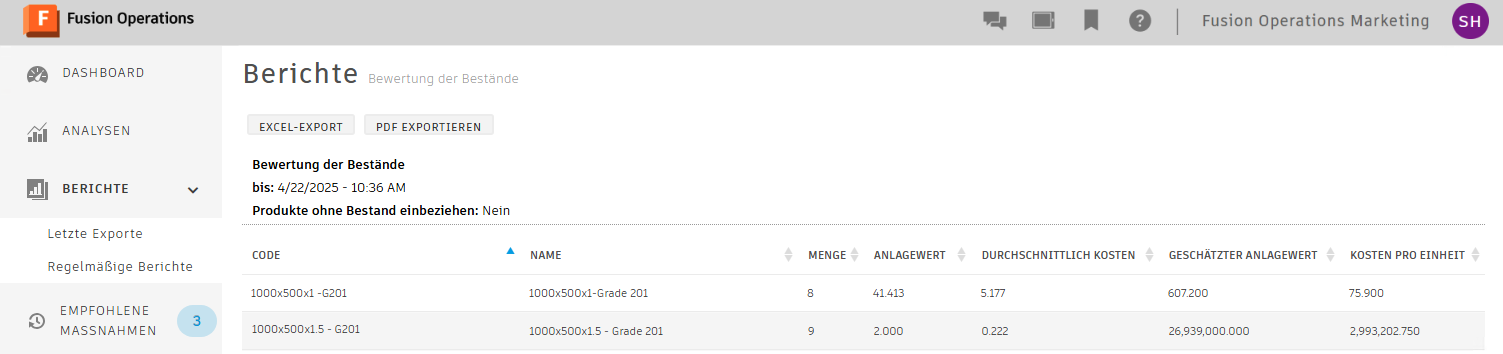 F Fusion Operations
? Fusion Operations Marketing SH
DASHBOARD
ANALYSEN
BERICHTE
Letzte Exporte
Regelmäßige Berichte
EMPFOHLENE
MASSNAHMEN 3
Berichte Bewertung der Bestände
EXCEL-EXPORT PDF EXPORTIEREN
Bewertung der Bestände
bis: 4/22/2025 - 10:36 AM
Produkte ohne Bestand einbeziehen: Nein
CODE NAME MENGE ANLAGEWERT DURCHSCHNITTLICH KOSTEN GESCHÄTZTER ANLAGEWERT KOSTEN PRO EINHEIT
1000x500x1 -G201 1000x500x1-Grade 201 8 41.413 5.177 607.200 75.900
1000x500x1.5 - G201 1000x500x1.5 - Grade 201 9 2.000 0.222 26,939,000.000 2,993,202.750